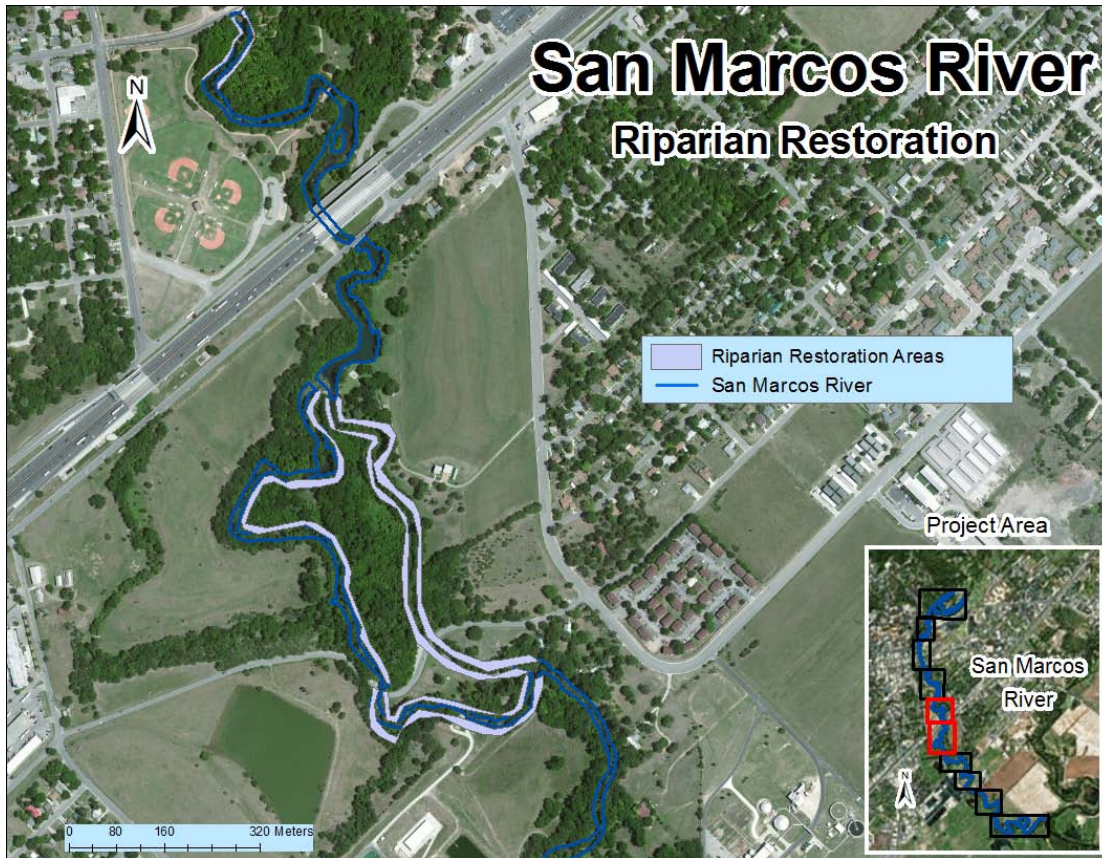 San Marcos River
Riparian Restoration
N
Riparian Restoration Areas
San Marcos River
Project Area
San Marcos
River
N
0 80 160 320 Meters